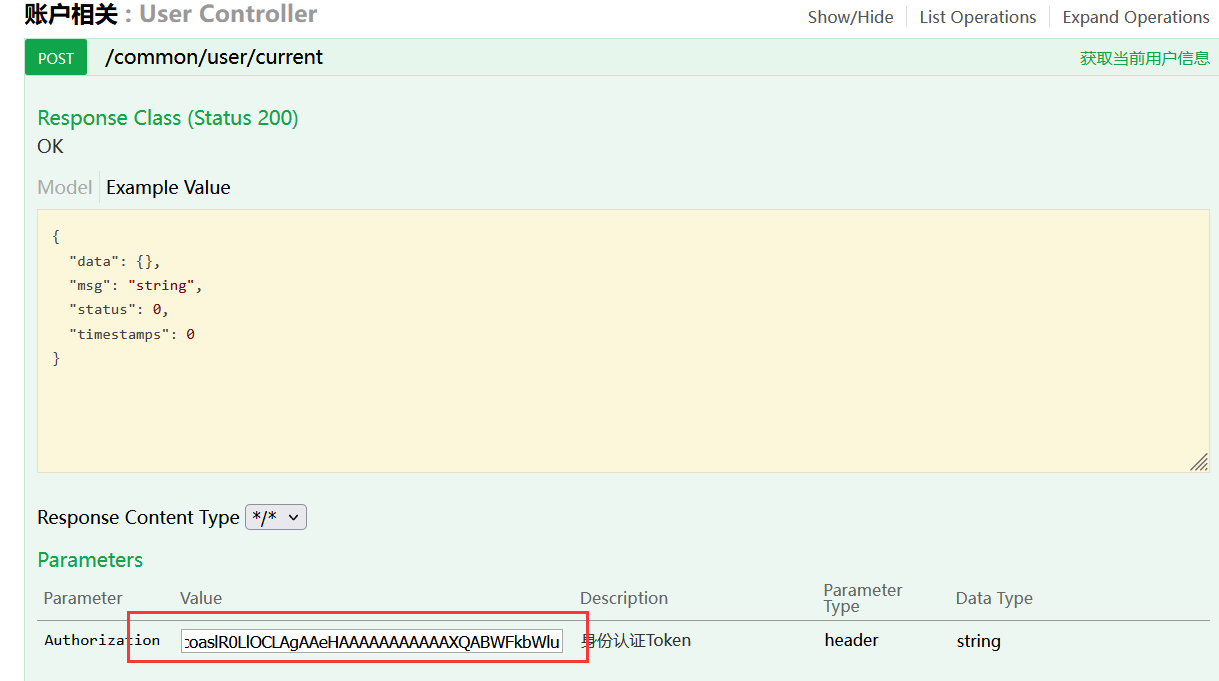 账户相关 : User Controller
Show/Hide List Operations Expand Operations
POST /common/user/current 获取当前用户信息
Response Class (Status 200)
OK
Model Example Value
{
"data": {},
"msg": "string",
"status": 0,
"timestamps": 0
}
Response Content Type */*
Parameters
Parameter Value Description Parameter Type Data Type
Authorization :oaslR0LlOCLAgAAeHAAAAAAAAAAAXQABWFkbWlu 身份认证Token header string